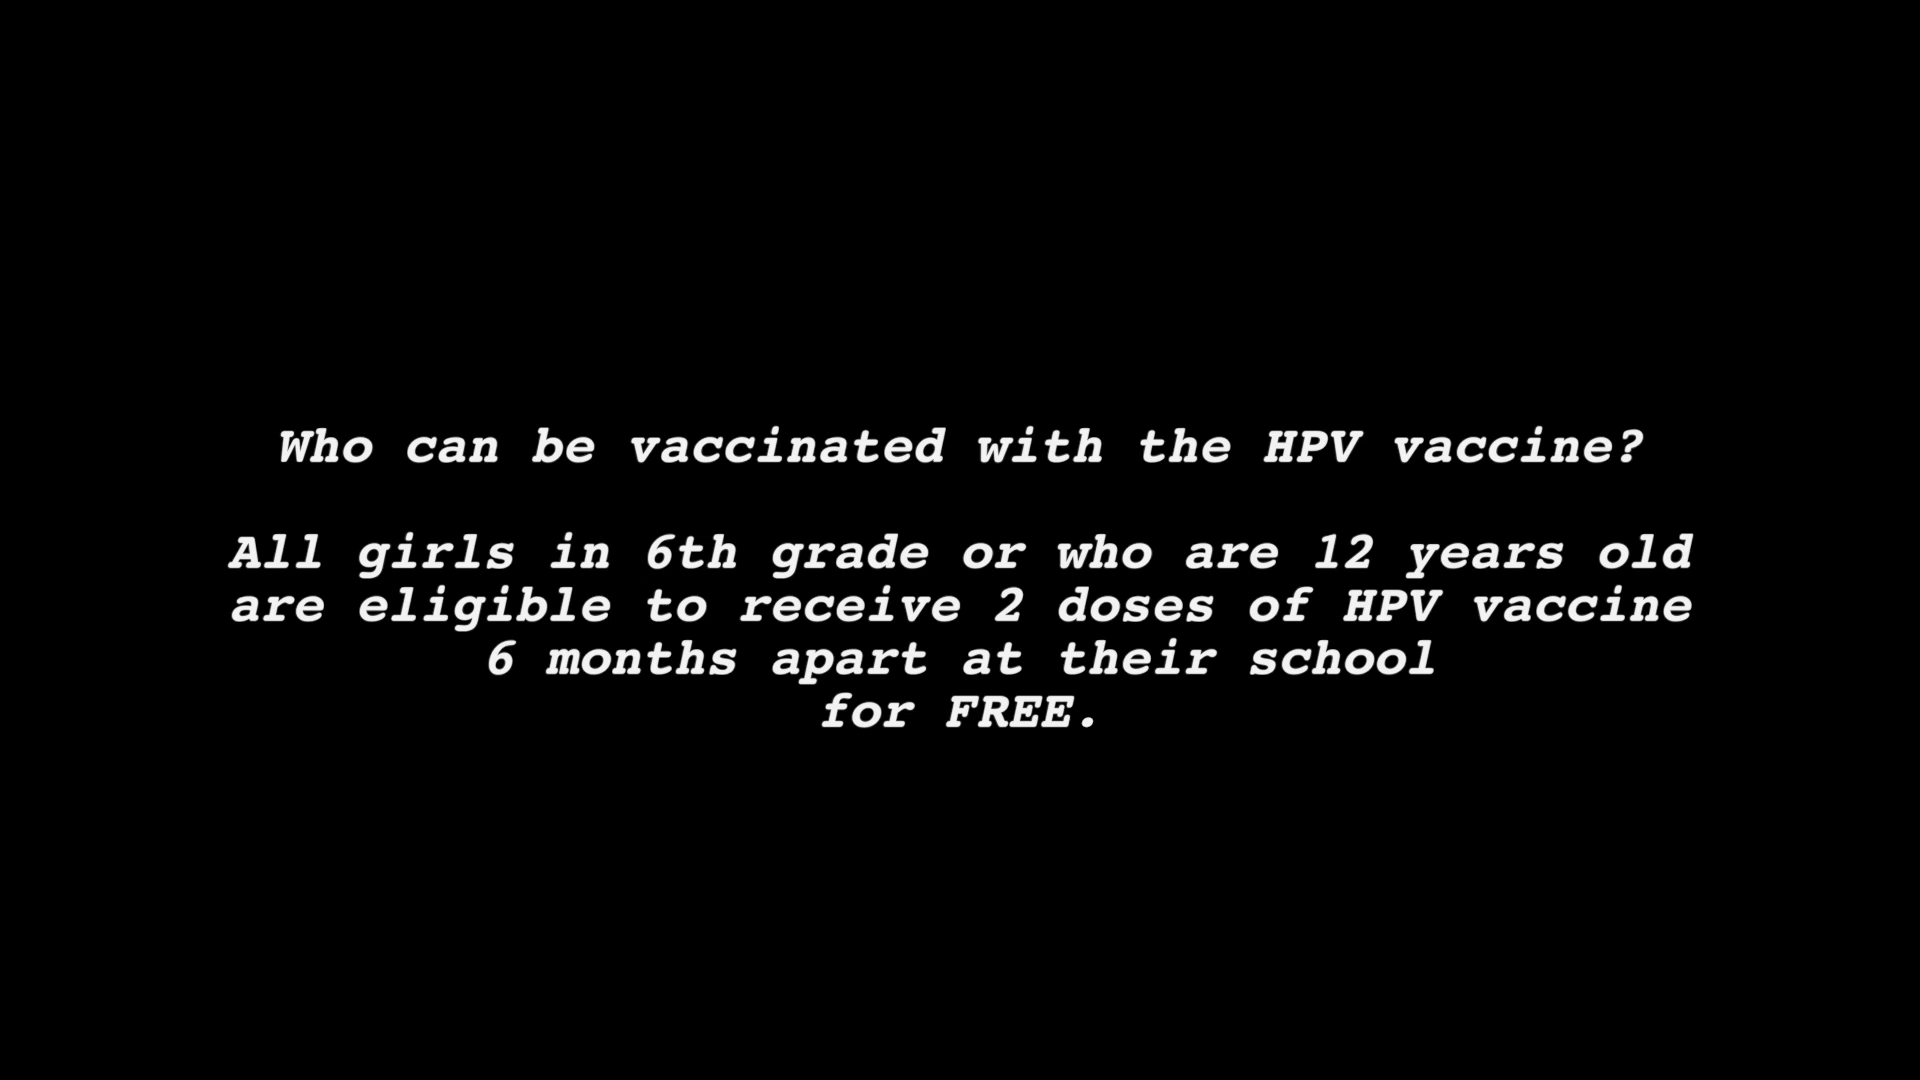 Who can be vaccinated with the HPV vaccine?
All girls in 6th grade or who are 12 years old
are eligible to receive 2 doses of HPV vaccine
6 months apart at their school
for FREE.